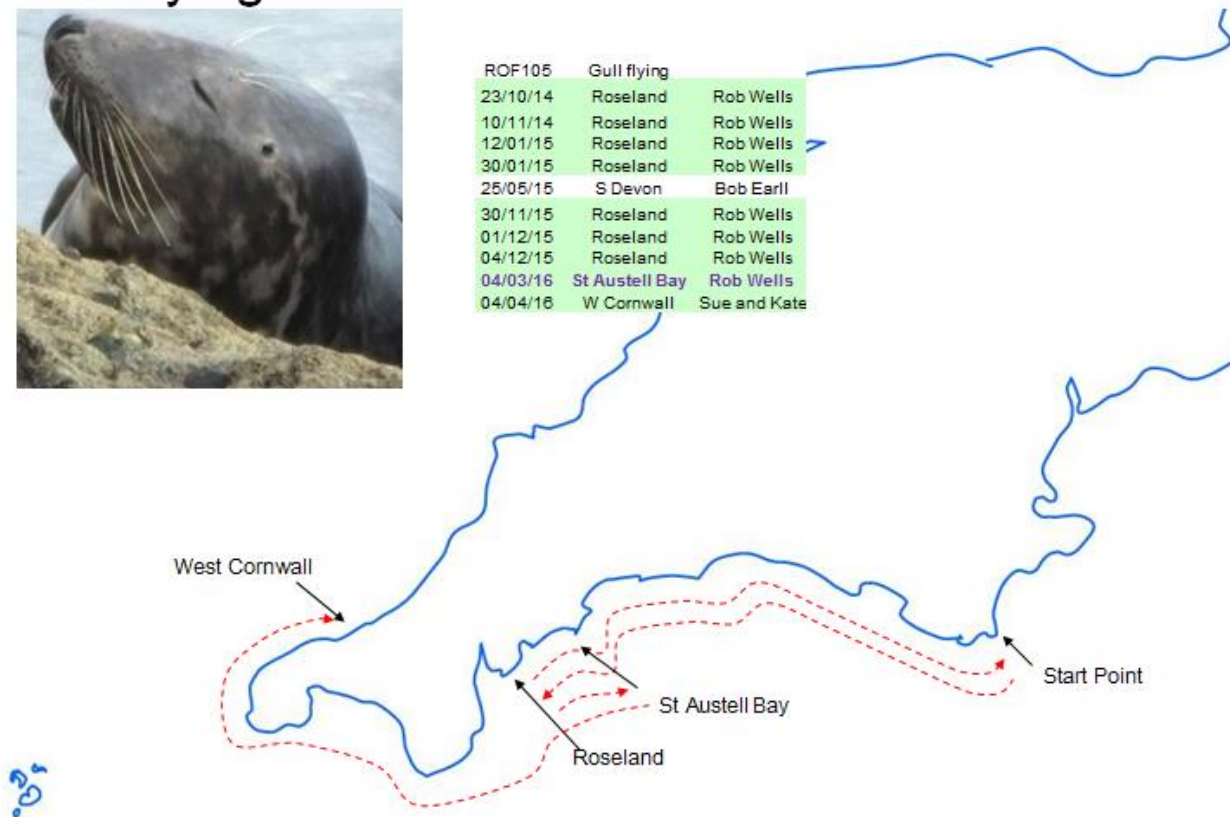 ROF105 Gull flying
23/10/14 Roseland Rob Wells
10/11/14 Roseland Rob Wells
12/01/15 Roseland Rob Wells
30/01/15 Roseland Rob Wells
25/05/15 S Devon Bob Earll
30/11/15 Roseland Rob Wells
01/12/15 Roseland Rob Wells
04/12/15 Roseland Rob Wells
04/03/16 St Austell Bay Rob Wells
04/04/16 W Cornwall Sue and Kate
West Cornwall
Start Point
St Austell Bay
Roseland